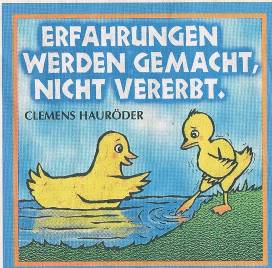 ERFAHRUNGEN
WERDEN GEMACHT,
NICHT VERERBT.
CLEMENS HAURÖDER